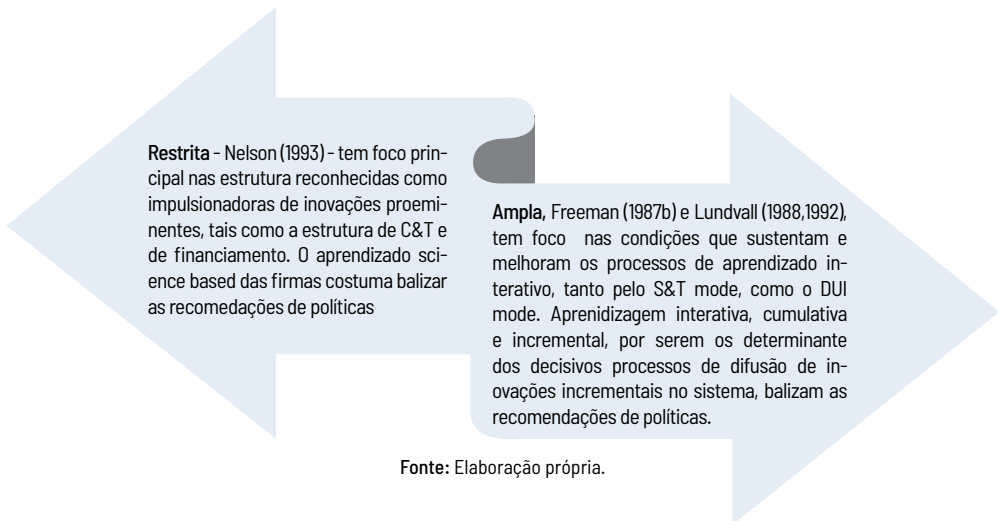 Restrita - Nelson (1993) - tem foco prin-
cipal nas estrutura reconhecidas como
impulsionadoras de inovações proemi-
nentes, tais como a estrutura de C&T e
de financiamento. O aprendizado sci-
ence based das firmas costuma balizar
as recomedações de políticas
Ampla, Freeman (1987b) e Lundvall (1988,1992),
tem foco nas condições que sustentam e
melhoram os processos de aprendizado in-
terativo, tanto pelo S&T mode, como o DUI
mode. Aprenidizagem interativa, cumulativa
e incremental, por serem os determinante
dos decisivos processos de difusão de in-
ovações incrementais no sistema, balizam as
recomendações de políticas.
Fonte: Elaboração própria.